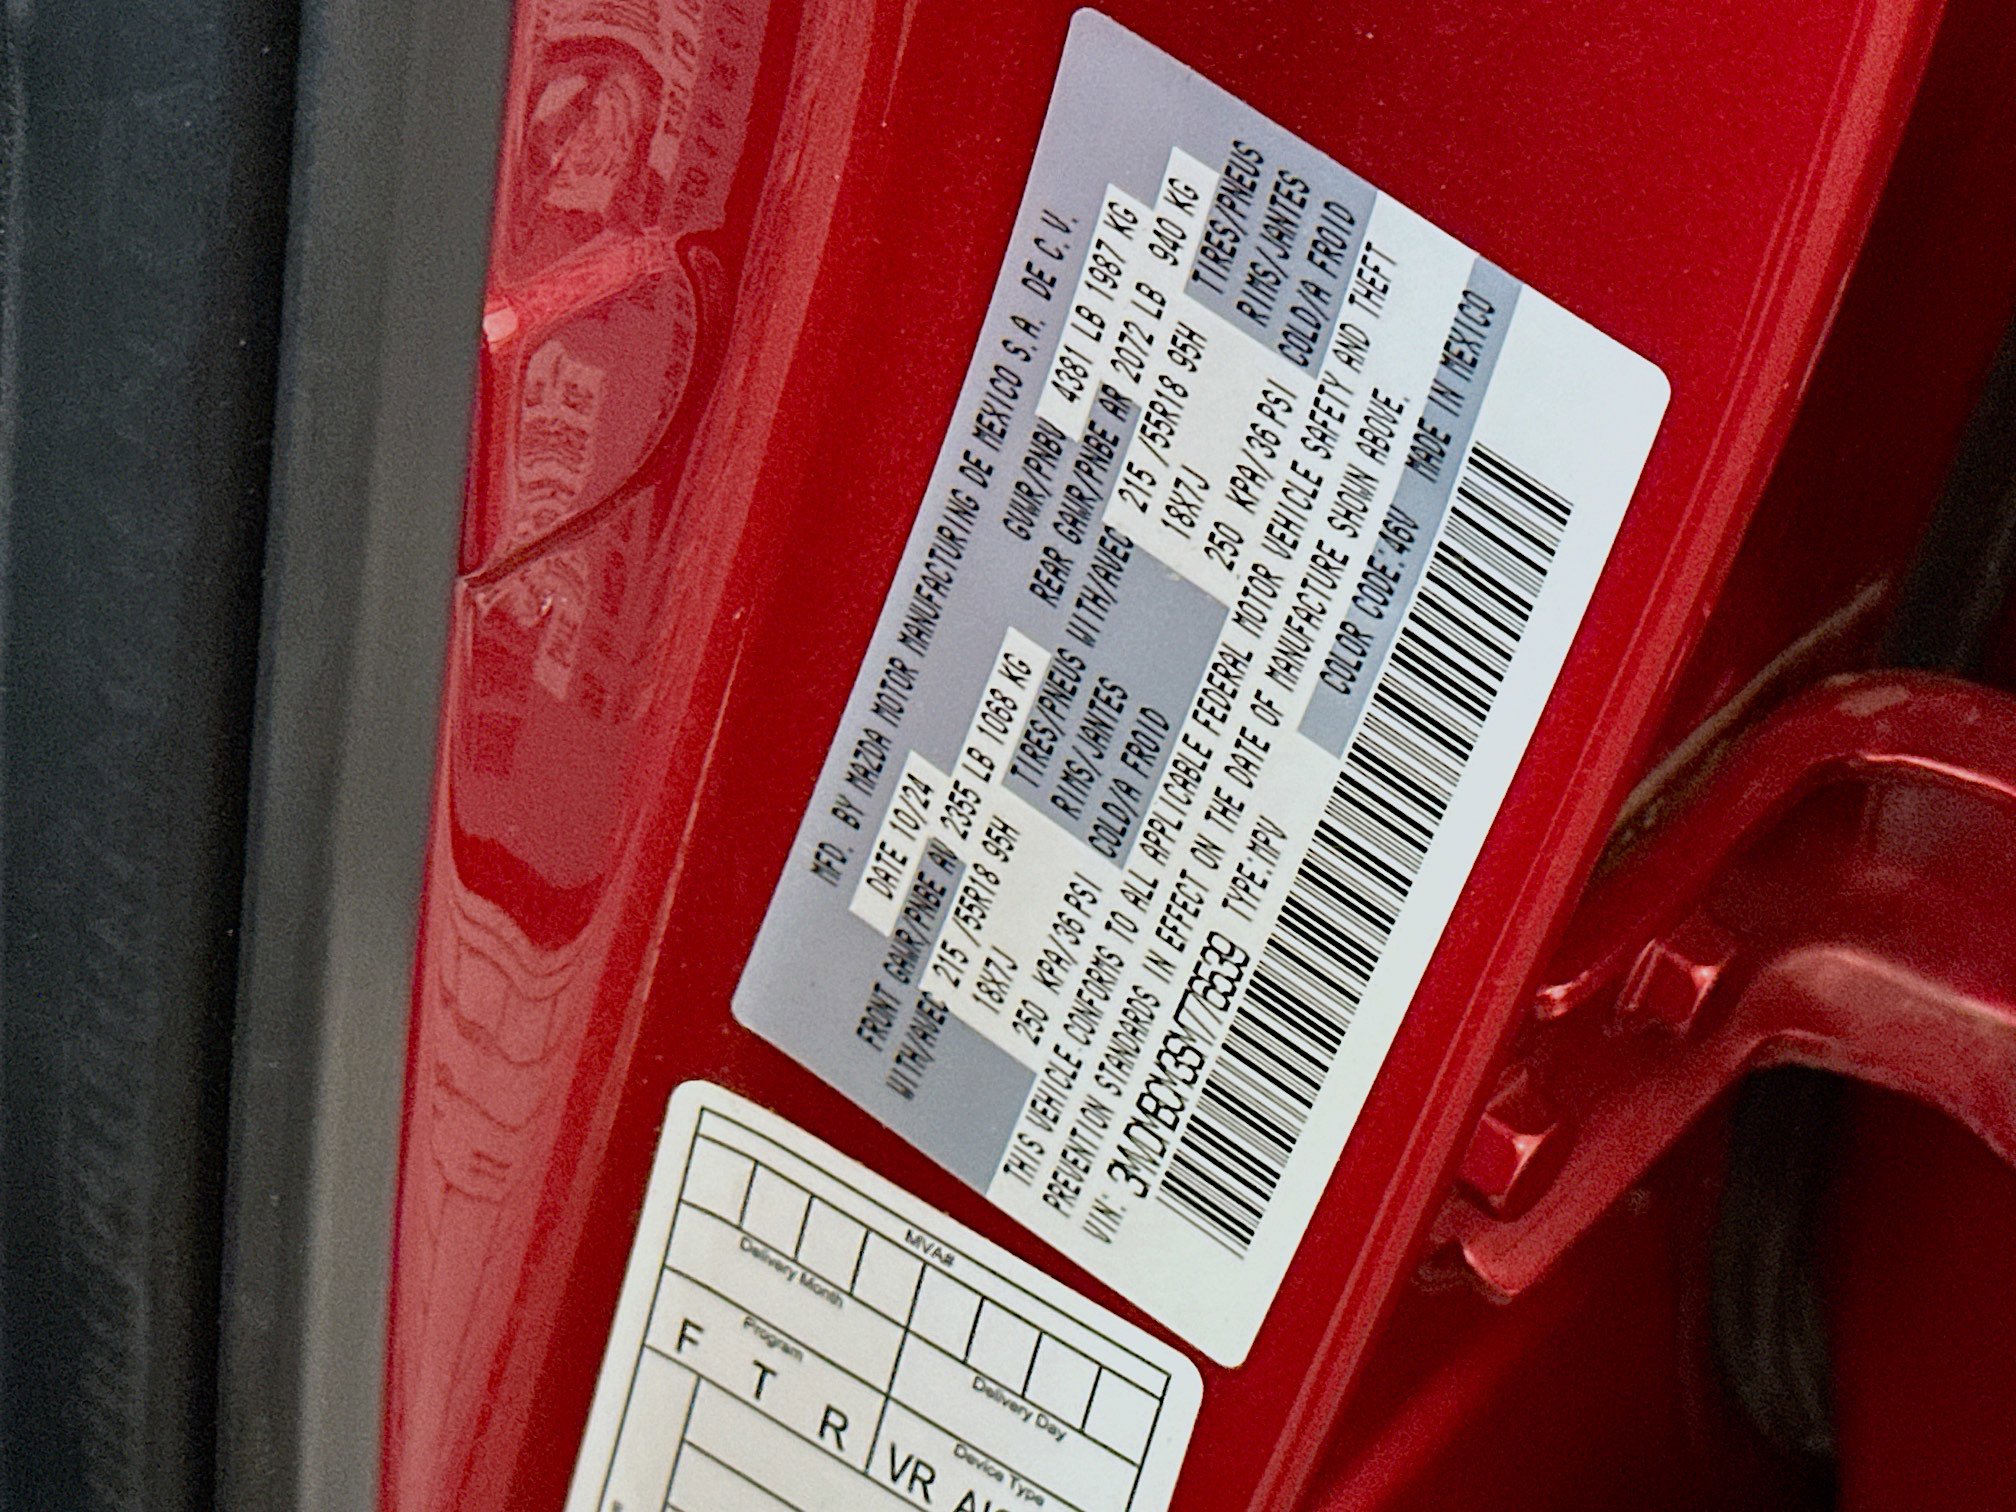 MFD. BY MAZDA MOTOR MANUFACTURING DE MEXICO S.A. DE C.V.
DATE 10/24
GVWR/PNBV 4381 LB 1987 KG
FRONT GAWR/PNBE AV 2355 LB 1068 KG
REAR GAWR/PNBE AR 2072 LB 940 KG
WITH/AVEC 215 /55R18 95H TIRES/PNEUS
WITH/AVEC 215 /55R18 95H TIRES/PNEUS
18X7J RIMS/JANTES
18X7J RIMS/JANTES
250 KPA/36 PSI COLD/A FROID
250 KPA/36 PSI COLD/A FROID
THIS VEHICLE CONFORMS TO ALL APPLICABLE FEDERAL MOTOR VEHICLE SAFETY AND THEFT
PREVENTION STANDARDS IN EFFECT ON THE DATE OF MANUFACTURE SHOWN ABOVE.
VIN: 3MVDMBCM3SM776539 TYPE:MPV COLOR CODE:46V MADE IN MEXICO
MVA#
Delivery Month
Delivery Day
Program
Device Type
F T R
VR